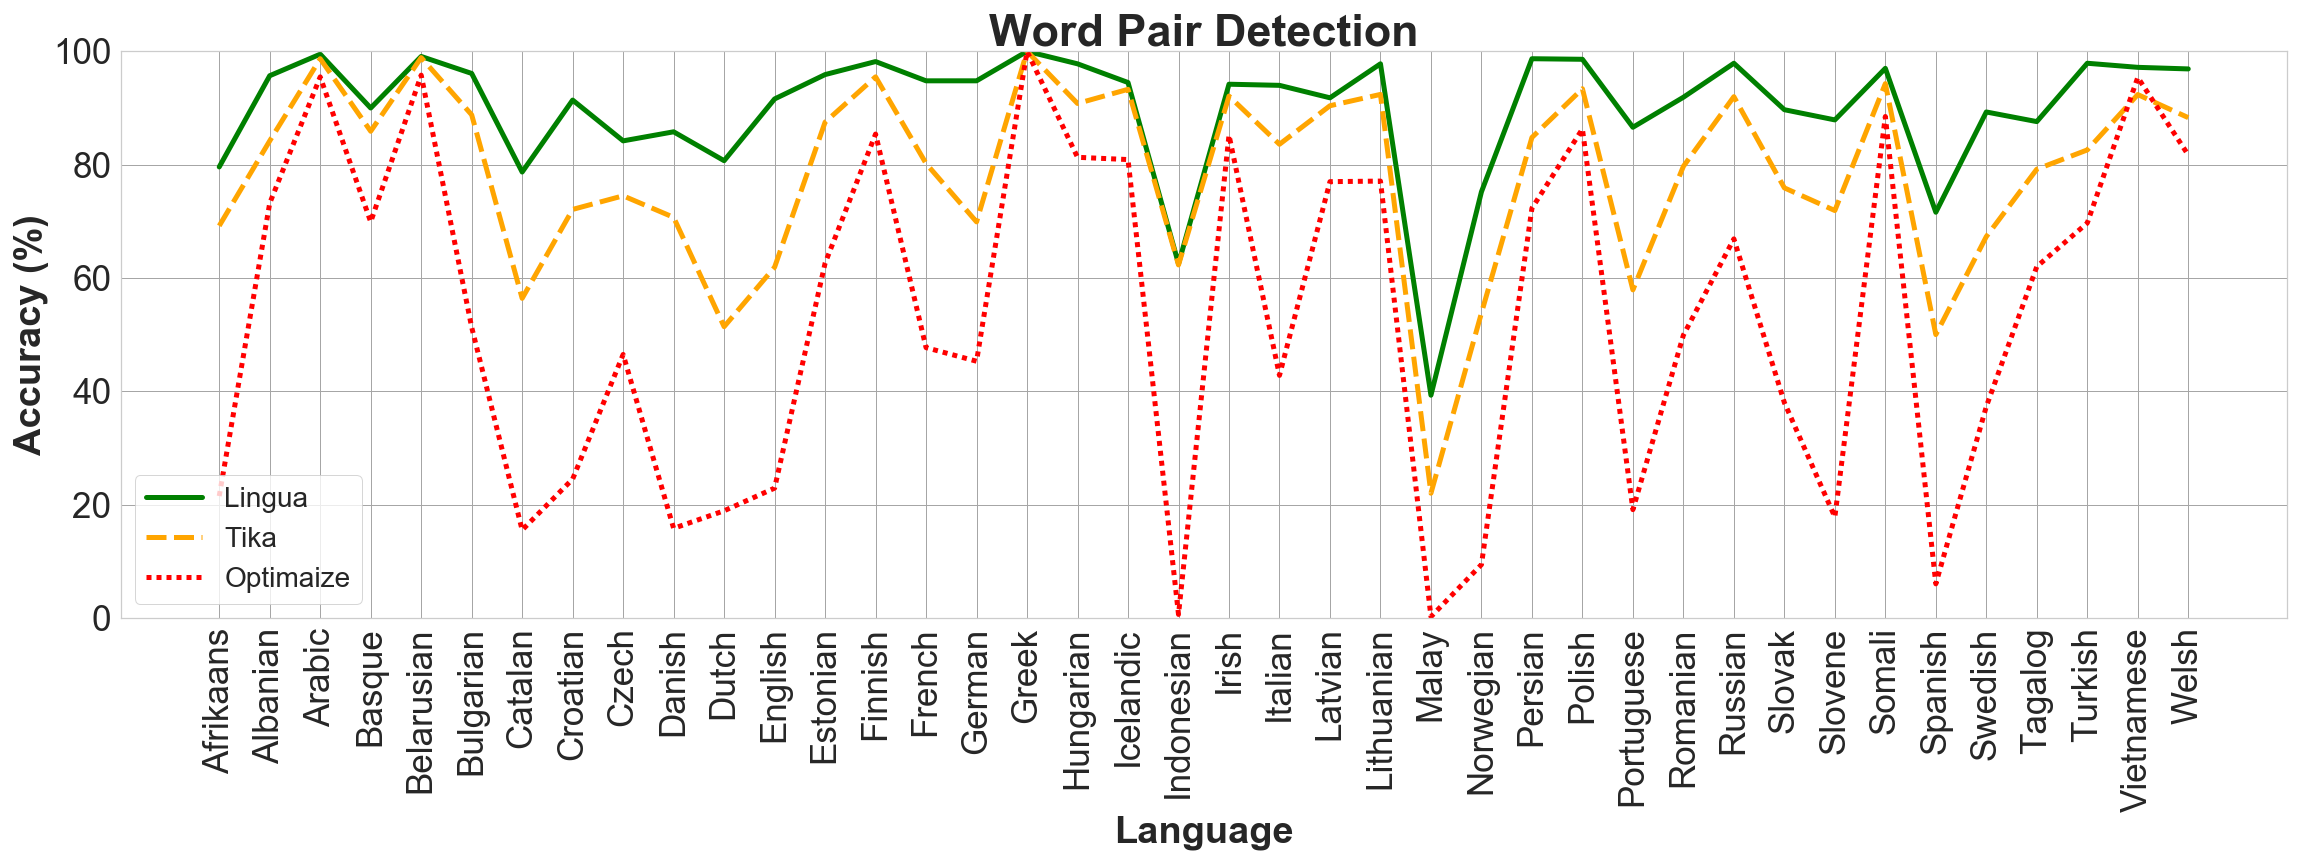 Word Pair Detection
Accuracy (%)
100
80
60
40
20
0
Lingua
Tika
Optimaize
Afrikaans
Albanian
Arabic
Basque
Belarusian
Bulgarian
Catalan
Croatian
Czech
Danish
Dutch
English
Estonian
Finnish
French
German
Greek
Hungarian
Icelandic
Indonesian
Irish
Italian
Latvian
Lithuanian
Malay
Norwegian
Persian
Polish
Portuguese
Romanian
Russian
Slovak
Slovene
Somali
Spanish
Swedish
Tagalog
Turkish
Vietnamese
Welsh
Language